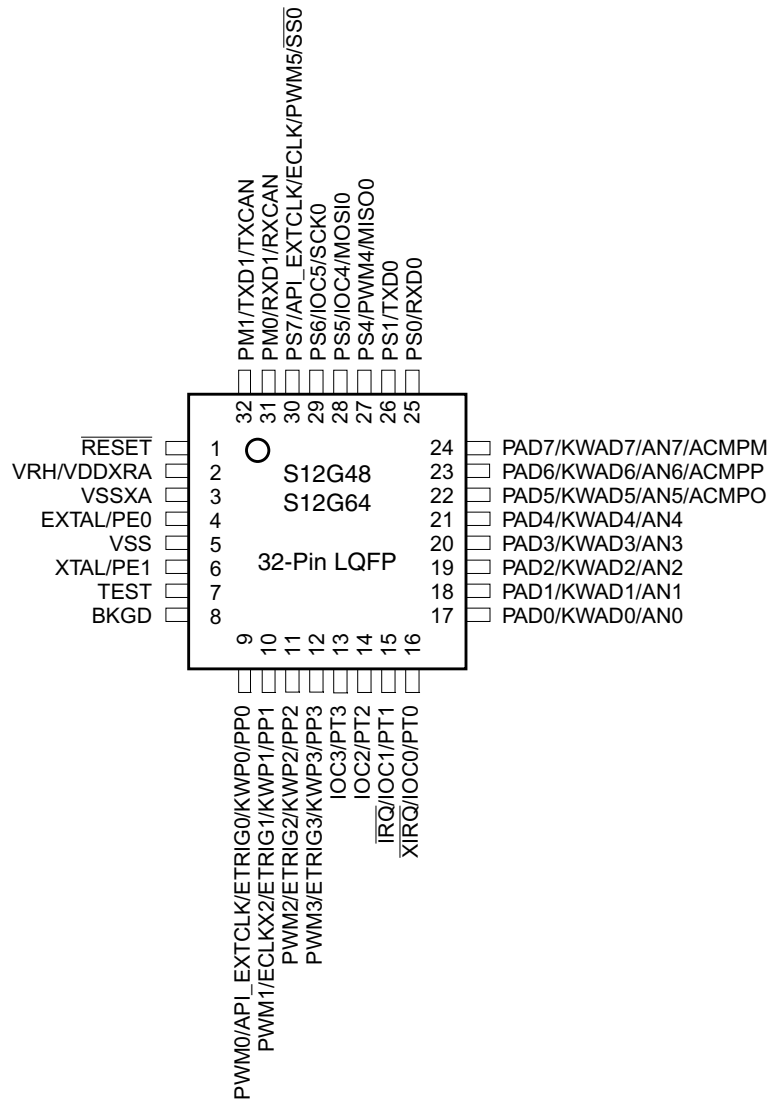 PM1/TXD1/TXCAN
PM0/RXD1/RXCAN
PS7/API_EXTCLK/ECLK/PWM5/SS0
PS6/IOC5/SCK0
PS5/IOC4/MOSI0
PS4/PWM4/MISO0
PS1/TXD0
PS0/RXD0
32
31
30
29
28
27
26
25
RESET 1
VRH/VDDXRA 2
VSSXA 3
EXTAL/PE0 4
VSS 5
XTAL/PE1 6
TEST 7
BKGD 8
S12G48
S12G64
32-Pin LQFP
24 PAD7/KWAD7/AN7/ACMPM
23 PAD6/KWAD6/AN6/ACMPP
22 PAD5/KWAD5/AN5/ACMPO
21 PAD4/KWAD4/AN4
20 PAD3/KWAD3/AN3
19 PAD2/KWAD2/AN2
18 PAD1/KWAD1/AN1
17 PAD0/KWAD0/AN0
9
10
11
12
13
14
15
16
PWM0/API_EXTCLK/ETRIG0/KWP0/PP0
PWM1/ECLKX2/ETRIG1/KWP1/PP1
PWM2/ETRIG2/KWP2/PP2
PWM3/ETRIG3/KWP3/PP3
IOC3/PT3
IOC2/PT2
IRQ/IOC1/PT1
XIRQ/IOC0/PT0